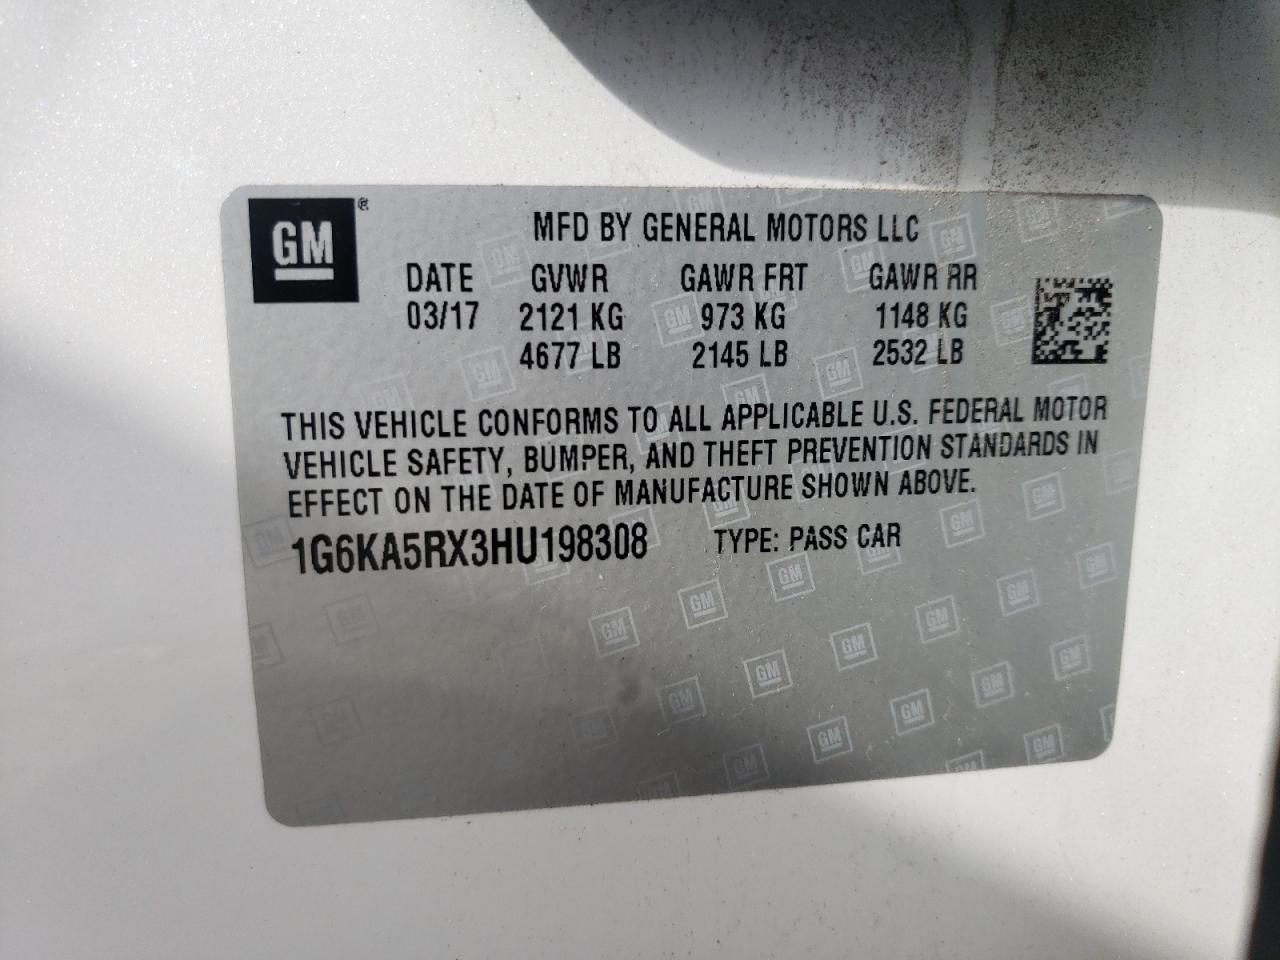 GM®
MFD BY GENERAL MOTORS LLC
DATE GVWR GAWR FRT GAWR RR
03/17 2121 KG 973 KG 1148 KG
4677 LB 2145 LB 2532 LB
THIS VEHICLE CONFORMS TO ALL APPLICABLE U.S. FEDERAL MOTOR
VEHICLE SAFETY, BUMPER, AND THEFT PREVENTION STANDARDS IN
EFFECT ON THE DATE OF MANUFACTURE SHOWN ABOVE.
1G6KA5RX3HU198308 TYPE: PASS CAR